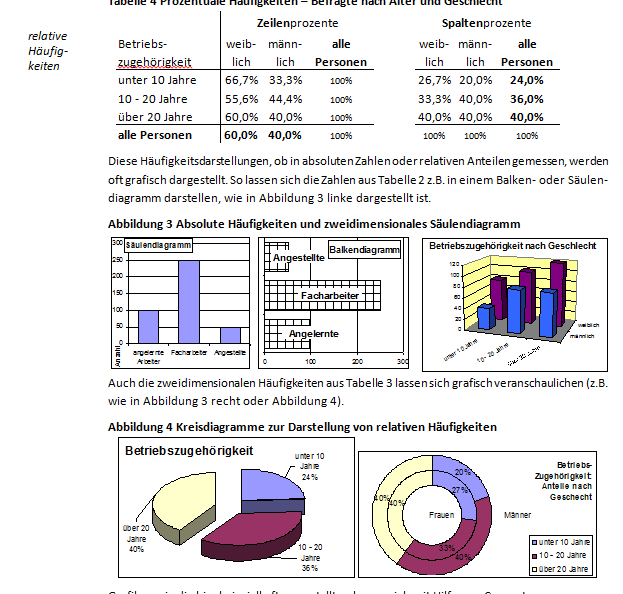 Tabelle 4 Prozentuale Häufigkeiten – Befragte nach Alter und Geschlecht
relative
Häufig-
keiten
Zeilenprozente Spaltenprozente
Betriebs- weib- männ- alle weib- männ- alle
zugehörigkeit lich lich Personen lich lich Personen
unter 10 Jahre 66,7% 33,3% 100% 26,7% 20,0% 24,0%
10 - 20 Jahre 55,6% 44,4% 100% 33,3% 40,0% 36,0%
über 20 Jahre 60,0% 40,0% 100% 40,0% 40,0% 40,0%
alle Personen 60,0% 40,0% 100% 100% 100% 100%
Diese Häufigkeitsdarstellungen, ob in absoluten Zahlen oder relativen Anteilen gemessen, werden
oft grafisch dargestellt. So lassen sich die Zahlen aus Tabelle 2 z.B. in einem Balken- oder Säulen-
diagramm darstellen, wie in Abbildung 3 linke dargestellt ist.
Abbildung 3 Absolute Häufigkeiten und zweidimensionales Säulendiagramm
Säulendiagramm
300
250
200
150
100
50
0
Anzahl
angelernte Arbeiter Facharbeiter Angestellte
Balkendiagramm
Angestellte
Facharbeiter
Angelernte
0 100 200 300
Betriebszugehörigkeit nach Geschlecht
120
100
80
60
40
20
0
weiblich
männlich
unter 10 Jahre
10 - 20 Jahre
über 20 Jahre
Auch die zweidimensionalen Häufigkeiten aus Tabelle 3 lassen sich grafisch veranschaulichen (z.B.
wie in Abbildung 3 recht oder Abbildung 4).
Abbildung 4 Kreisdiagramme zur Darstellung von relativen Häufigkeiten
Betriebszugehörigkeit
unter 10
Jahre
24%
über 20
Jahre
40%
10 - 20
Jahre
36%
Betriebs-
Zugehörigkeit:
Anteile nach
Geschecht
20%
27%
40%
40%
33%
40%
Frauen
Männer
unter 10 Jahre
10 - 20 Jahre
über 20 Jahre